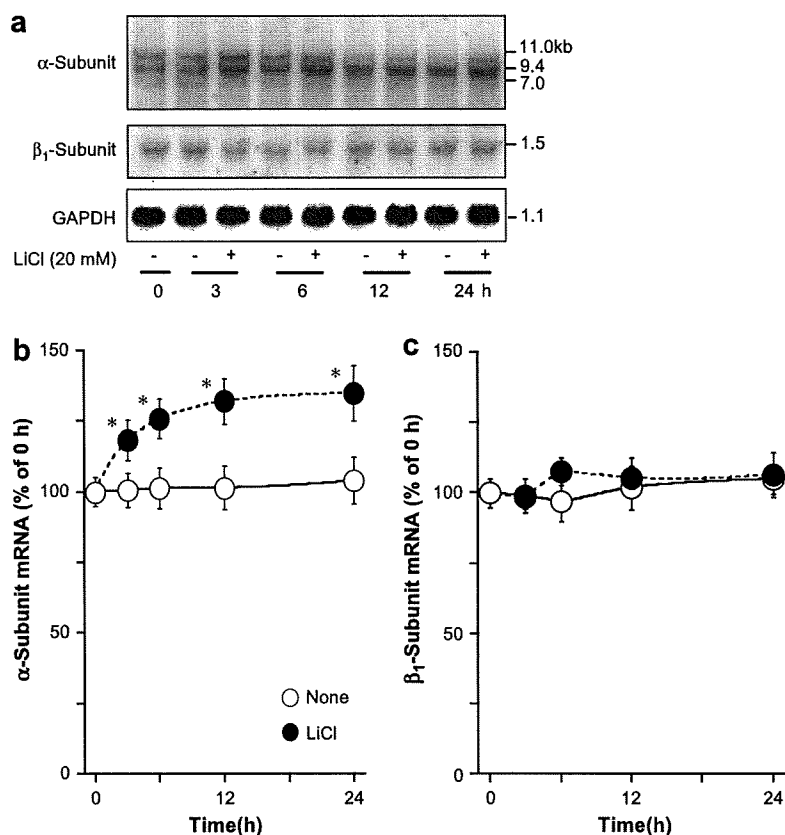 a
α-Subunit
11.0kb
9.4
7.0
β1-Subunit
1.5
GAPDH
1.1
LiCl (20 mM) - - + - + - + - +
0 3 6 12 24 h
b
α-Subunit mRNA (% of 0 h)
150
100
50
0
* * * *
None
LiCl
0 12 24
Time(h)
c
β1-Subunit mRNA (% of 0 h)
150
100
50
0
0 12 24
Time(h)